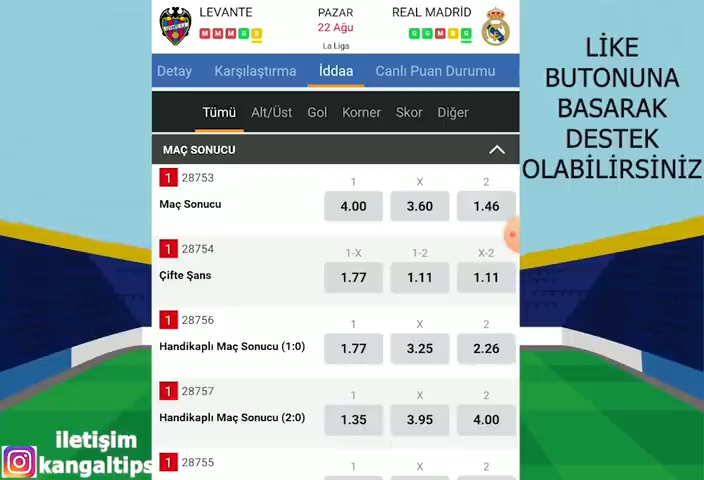 LEVANTE
M M M G B
PAZAR
22 Ağu
La Liga
REAL MADRİD
G G M B G
Detay Karşılaştırma İddaa Canlı Puan Durumu
Tümü Alt/Üst Gol Korner Skor Diğer
MAÇ SONUCU
1 28753
Maç Sonucu
1 X 2
4.00 3.60 1.46
1 28754
Çifte Şans
1-X 1-2 X-2
1.77 1.11 1.11
1 28756
Handikaplı Maç Sonucu (1:0)
1 X 2
1.77 3.25 2.26
1 28757
Handikaplı Maç Sonucu (2:0)
1 X 2
1.35 3.95 4.00
1 28755
1 X 2
LİKE
BUTONUNA
BASARAK
DESTEK
OLABİLİRSİNİZ
iletişim
kangaltips